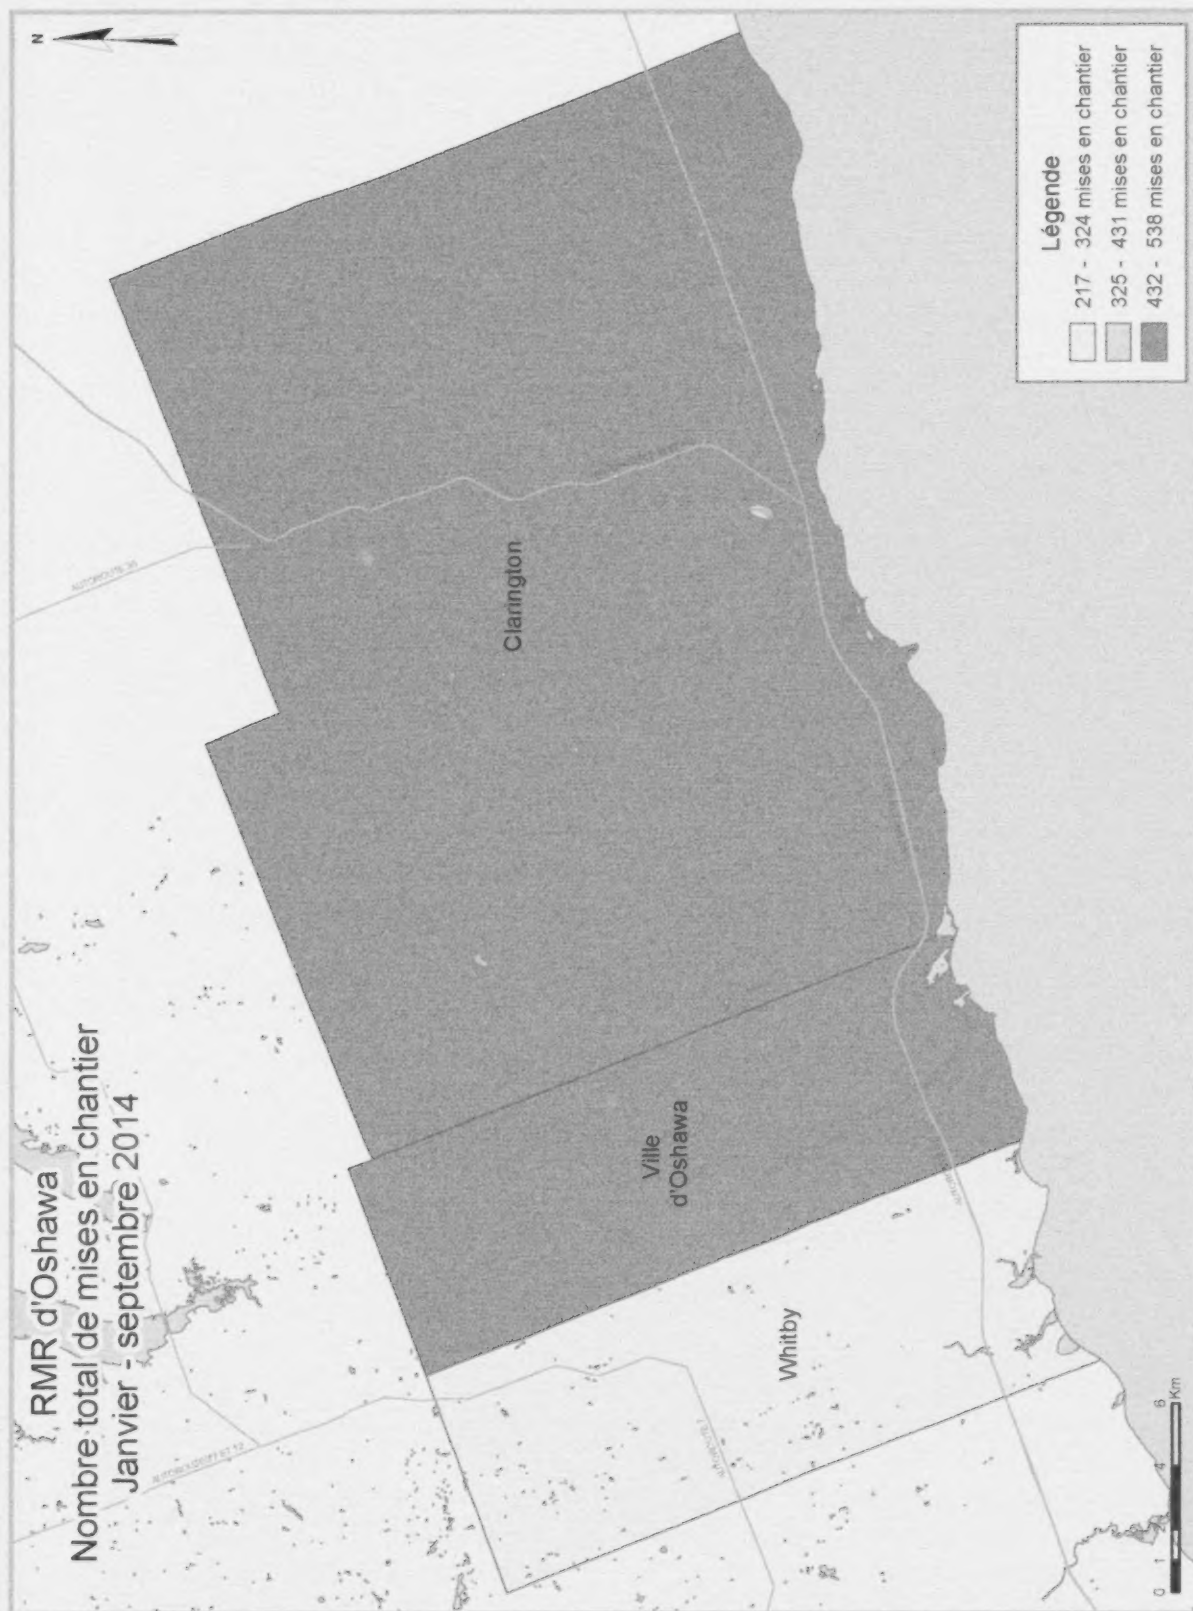 RMR d'Oshawa
Nombre total de mises en chantier
Janvier - septembre 2014
N
Clarington
Ville
d'Oshawa
Whitby
Légende
217 - 324 mises en chantier
325 - 431 mises en chantier
432 - 538 mises en chantier
0 1 2 4 6
Km